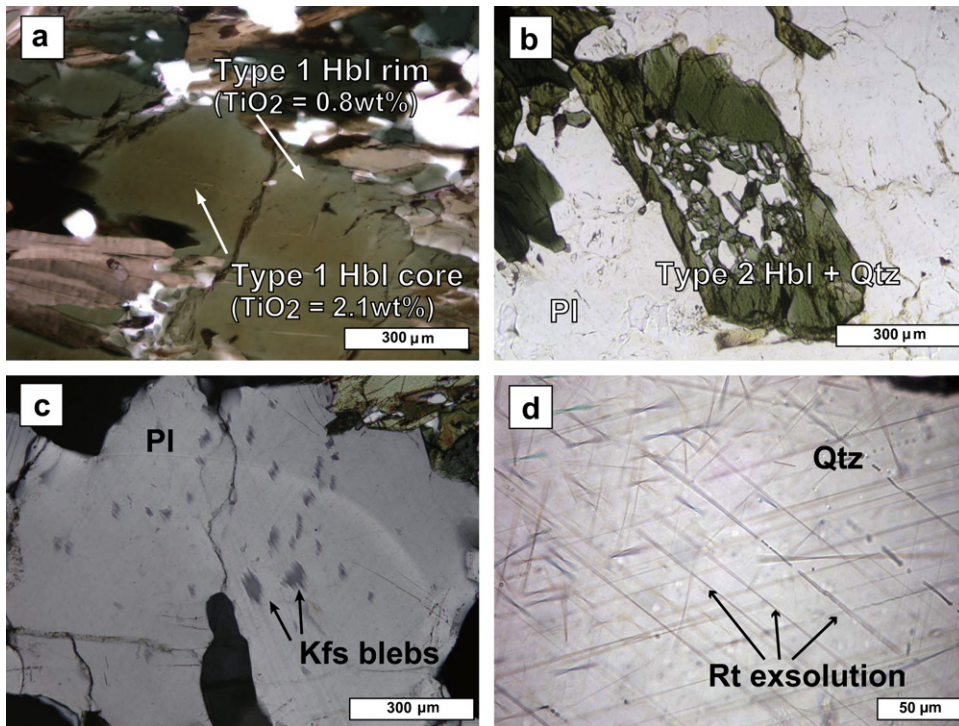 a
Type 1 Hbl rim
(TiO2 = 0.8wt%)
Type 1 Hbl core
(TiO2 = 2.1wt%)
300 µm
b
Type 2 Hbl + Qtz
Pl
300 µm
c
Pl
Kfs blebs
300 µm
d
Qtz
Rt exsolution
50 µm